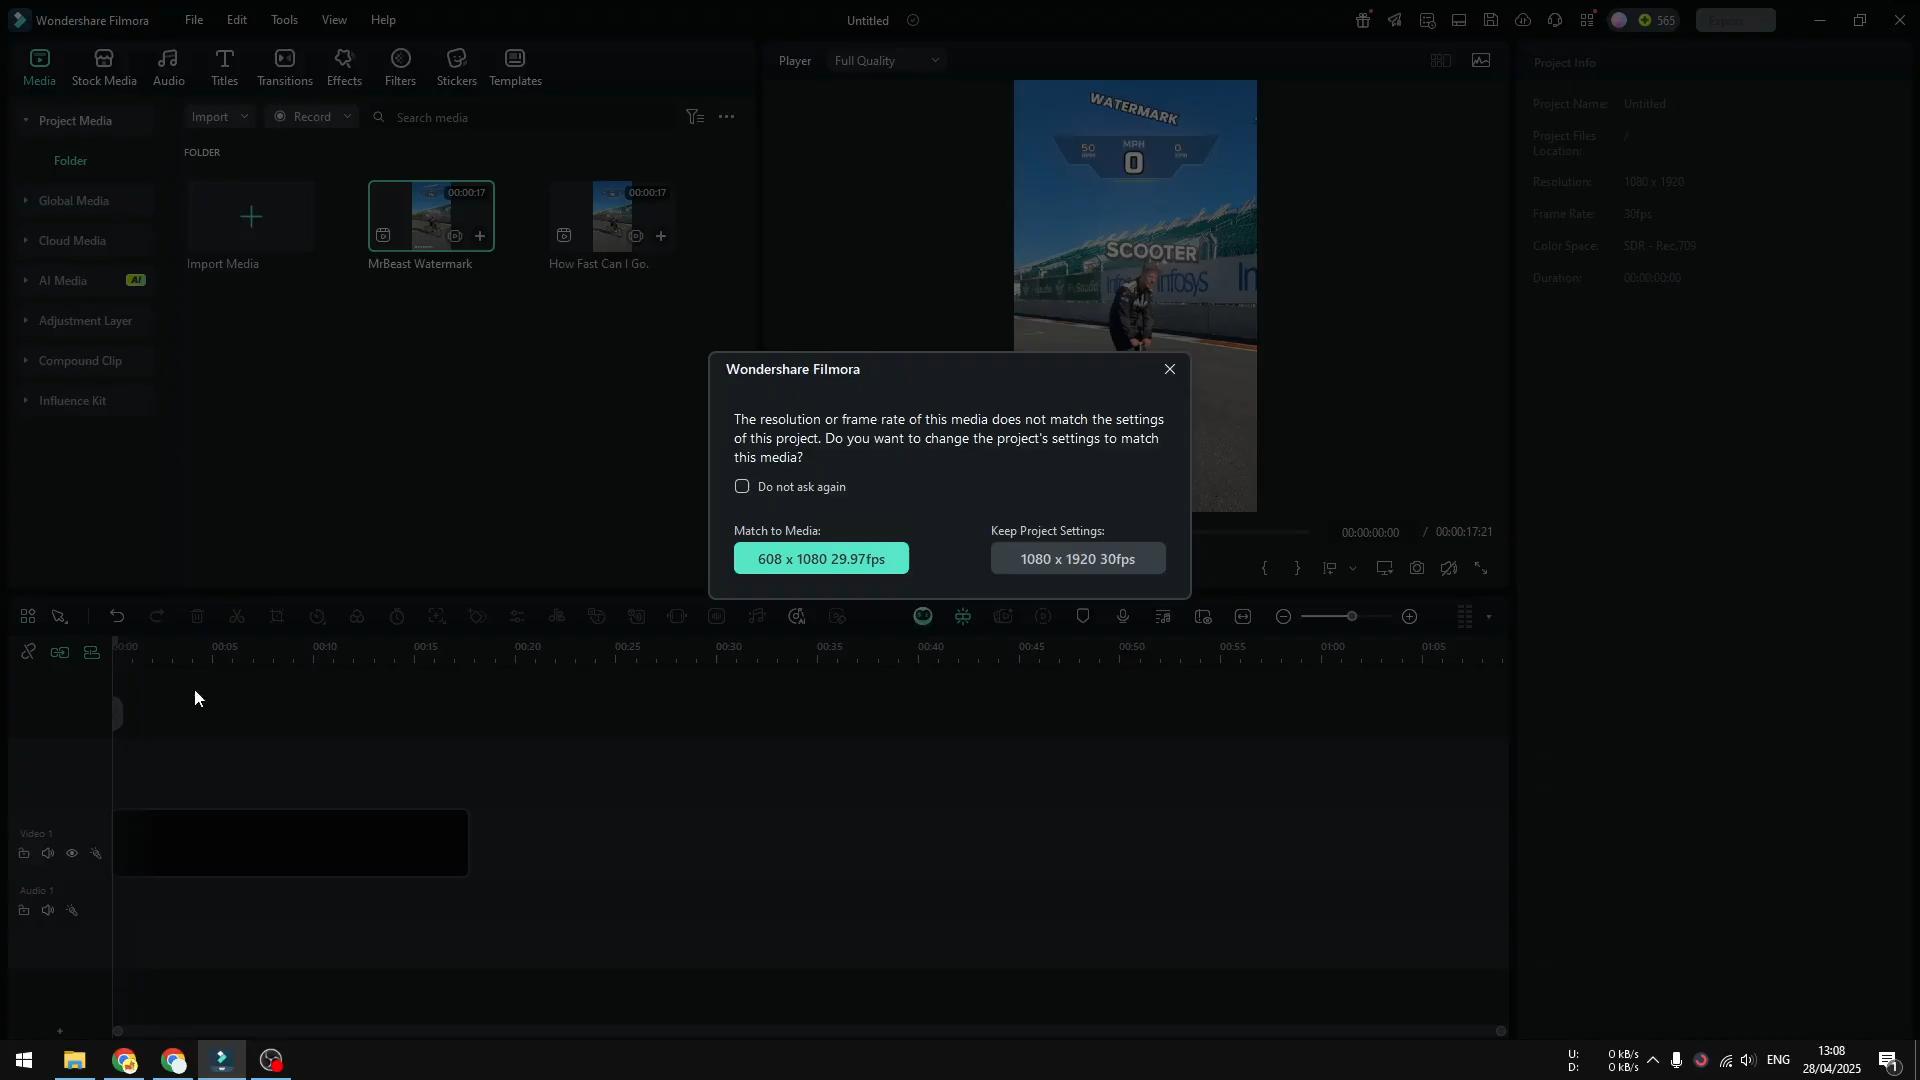 Wondershare Filmora
File
Edit
Tools
View
Help
Untitled
565
Export
Media
Stock Media
Audio
Titles
Transitions
Effects
Filters
Stickers
Templates
Player
Full Quality
Project Info
Project Media
Folder
Global Media
Cloud Media
AI Media
AI
Adjustment Layer
Compound Clip
Influence Kit
Import
Record
Search media
FOLDER
Import Media
00:00:17
MrBeast Watermark
00:00:17
How Fast Can I Go.
WATERMARK
50
MPH
0
0
SCOOTER
Infosys
Project Name: Untitled
Project Files Location: /
Resolution: 1080 x 1920
Frame Rate: 30fps
Color Space: SDR - Rec.709
Duration: 00:00:00:00
Wondershare Filmora
The resolution or frame rate of this media does not match the settings
of this project. Do you want to change the project's settings to match
this media?
Do not ask again
Match to Media:
608 x 1080 29.97fps
Keep Project Settings:
1080 x 1920 30fps
00:00:00:00 / 00:00:17:21
00:00
00:05
00:10
00:15
00:20
00:25
00:30
00:35
00:40
00:45
00:50
00:55
01:00
01:05
Video 1
Audio 1
U: 0 kB/s
D: 0 kB/s
ENG
13:08
28/04/2025
1